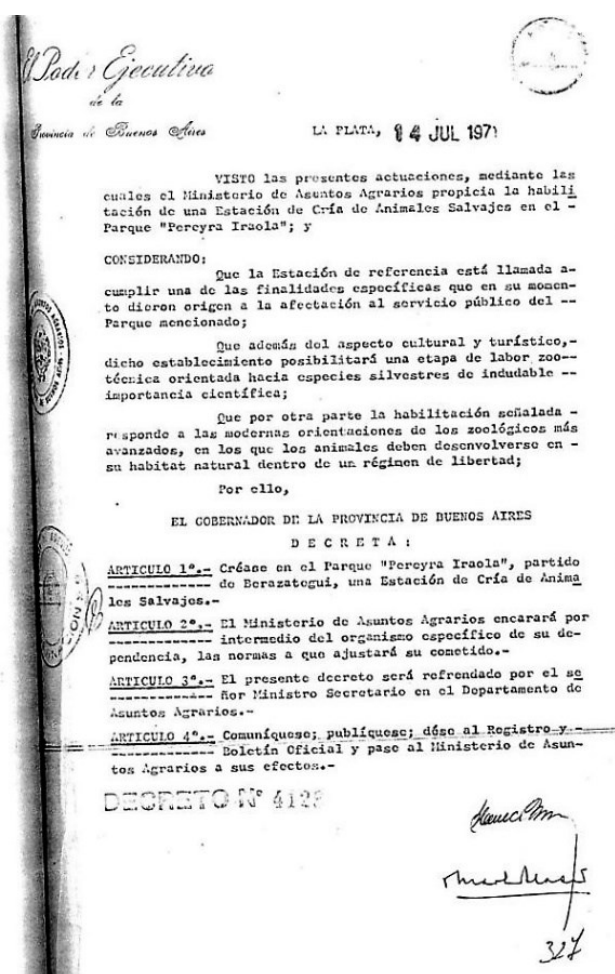 El Poder Ejecutivo
de la
Provincia de Buenos Aires
LA PLATA, 14 JUL 1971
VISTO las presentes actuaciones, mediante las
cuales el Ministerio de Asuntos Agrarios propicia la habili
tación de una Estación de Cría de Animales Salvajes en el -
Parque "Pereyra Iraola"; y
CONSIDERANDO:
Que la Estación de referencia está llamada a-
cumplir una de las finalidades específicas que en su momen-
to dieron origen a la afectación al servicio público del --
Parque mencionado;
Que además del aspecto cultural y turístico,-
dicho establecimiento posibilitará una etapa de labor zoo--
técnica orientada hacia especies silvestres de indudable --
importancia científica;
Que por otra parte la habilitación señalada -
responde a las modernas orientaciones de los zoológicos más
avanzados, en los que los animales deben desenvolverse en -
su habitat natural dentro de un régimen de libertad;
Por ello,
EL GOBERNADOR DE LA PROVINCIA DE BUENOS AIRES
D E C R E T A :
ARTICULO 1º.- Créase en el Parque "Pereyra Iraola", partido
------------- de Berazategui, una Estación de Cría de Anima
les Salvajes.-
ARTICULO 2º.- El Ministerio de Asuntos Agrarios encarará por
------------- intermedio del organismo específico de su de-
pendencia, las normas a que ajustará su cometido.-
ARTICULO 3º.- El presente decreto será refrendado por el se
------------- ñor Ministro Secretario en el Departamento de
Asuntos Agrarios.-
ARTICULO 4º.- Comuníquese; publíquese; dése al Registro y -
------------- Boletín Oficial y pase al Ministerio de Asun-
tos Agrarios a sus efectos.-
DECRETO Nº 4128
327